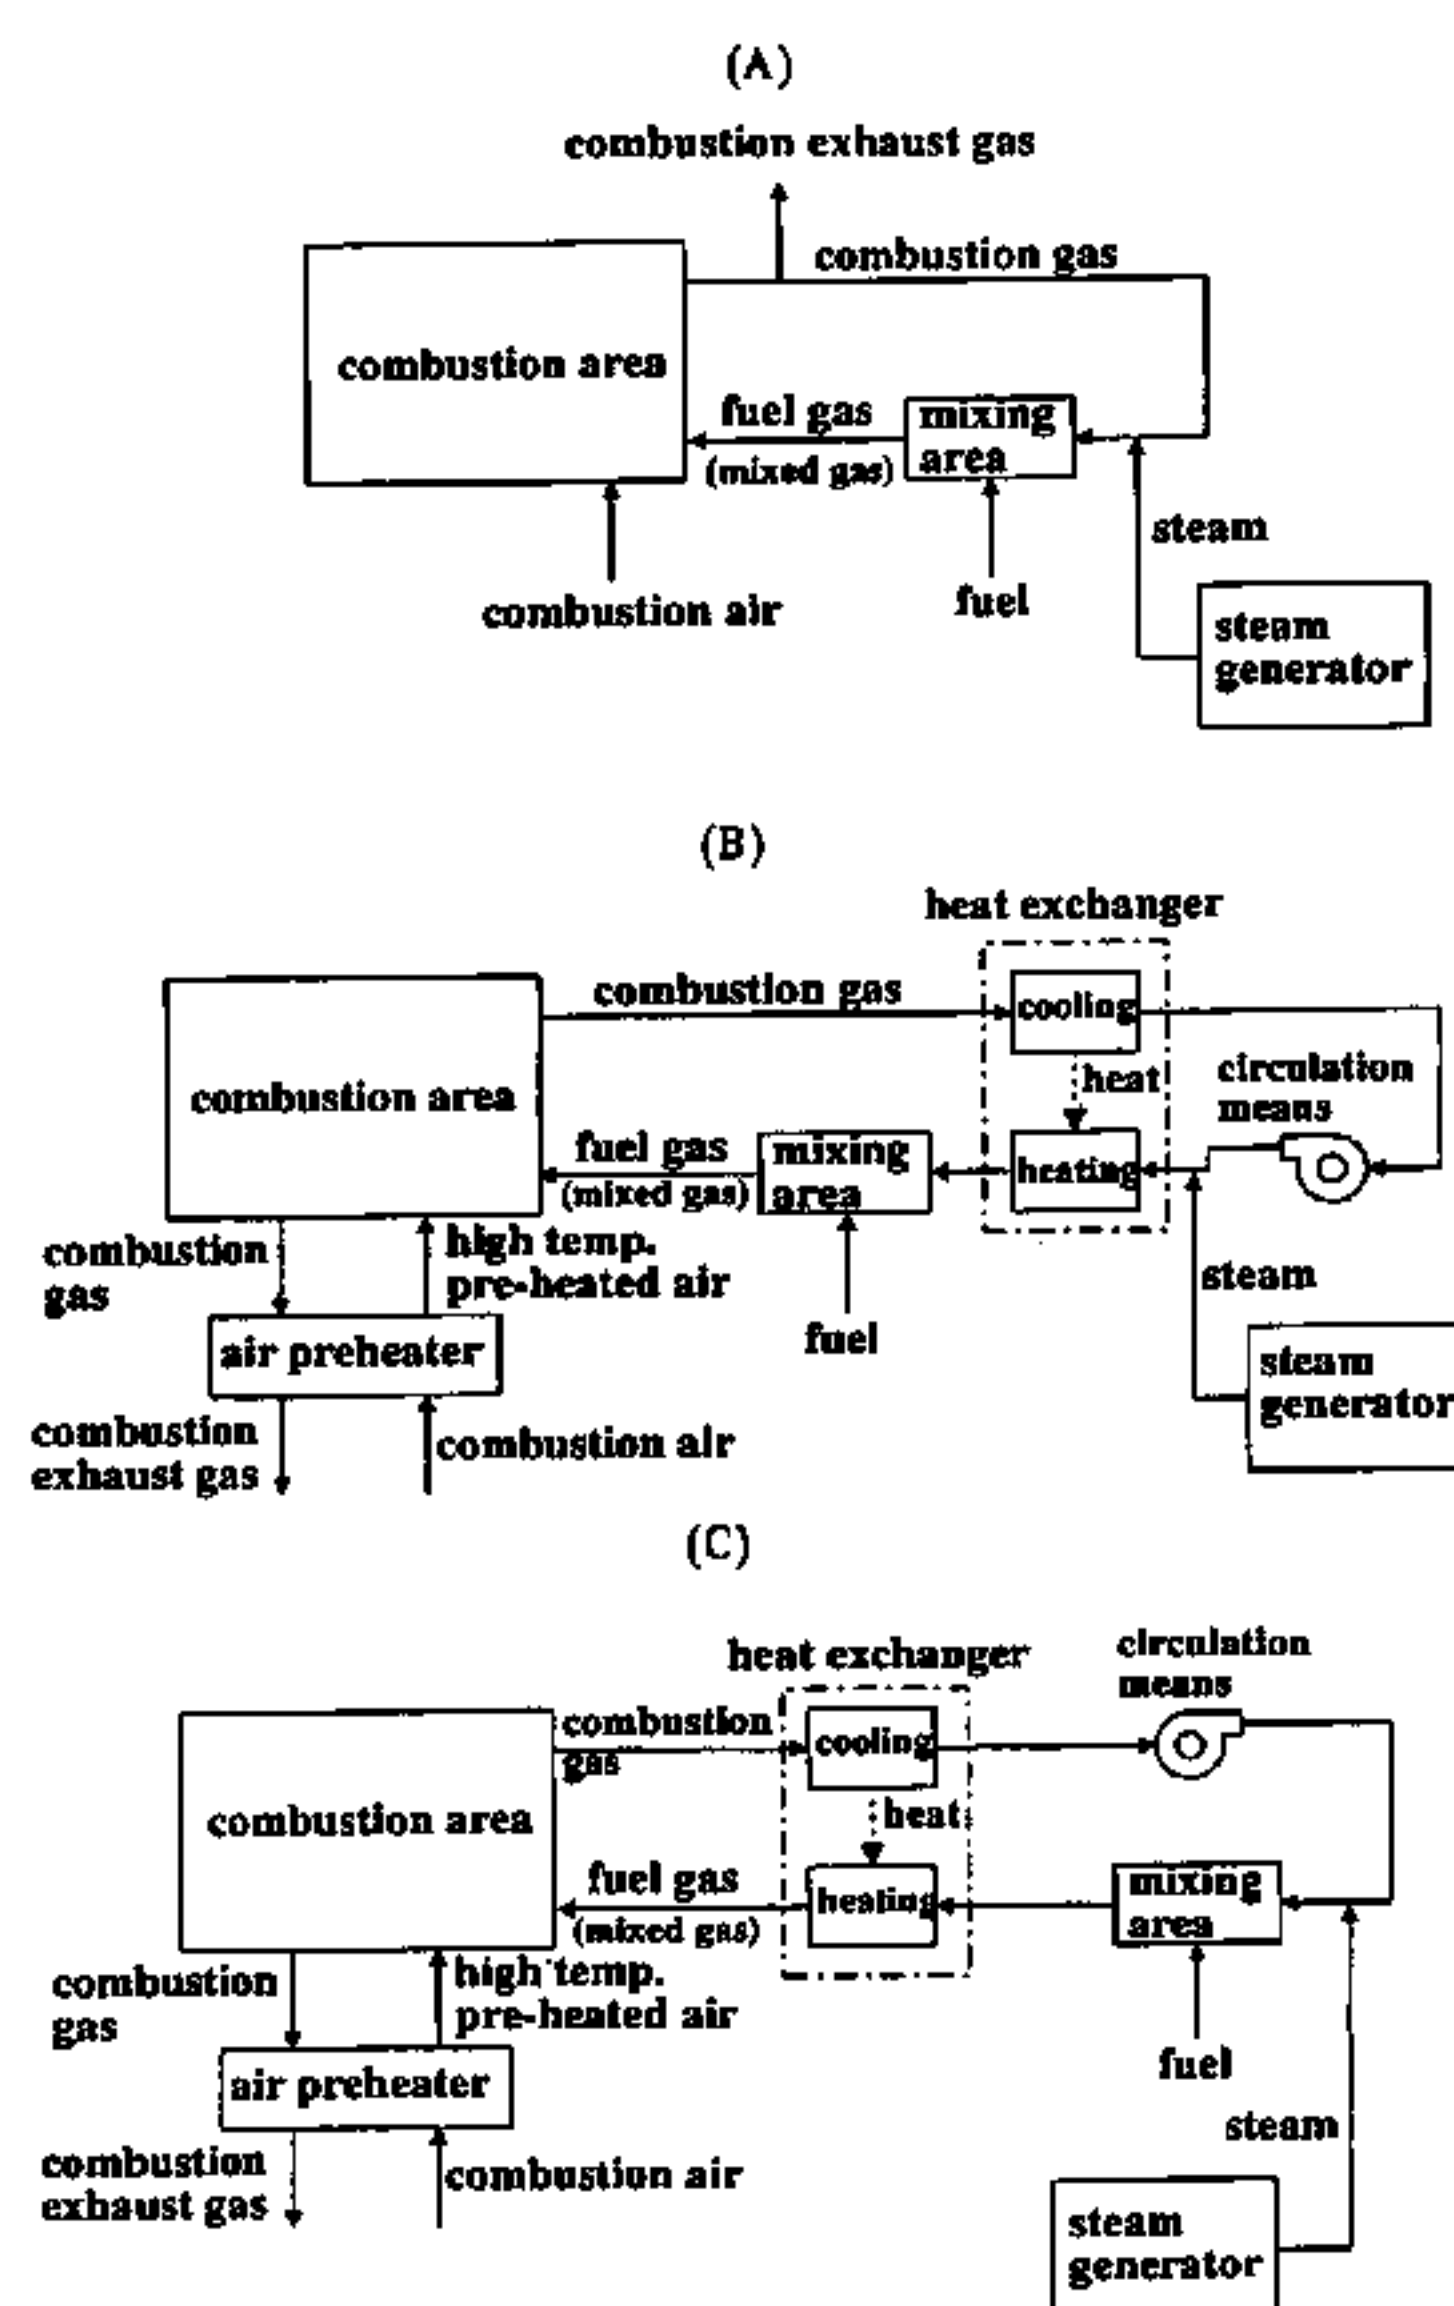 (A)
combustion exhaust gas
combustion gas
combustion area
fuel gas
(mixed gas)
mixing
area
steam
combustion air
fuel
steam
generator
(B)
heat exchanger
combustion gas
cooling
heat
circulation
means
combustion area
fuel gas
(mixed gas)
mixing
area
heating
combustion
gas
high temp.
pre-heated air
steam
fuel
air preheater
steam
generator
combustion
exhaust gas
combustion air
(C)
heat exchanger
circulation
means
combustion
gas
cooling
heat
combustion area
fuel gas
(mixed gas)
heating
mixing
area
combustion
gas
high temp.
pre-heated air
fuel
air preheater
steam
combustion
exhaust gas
combustion air
steam
generator